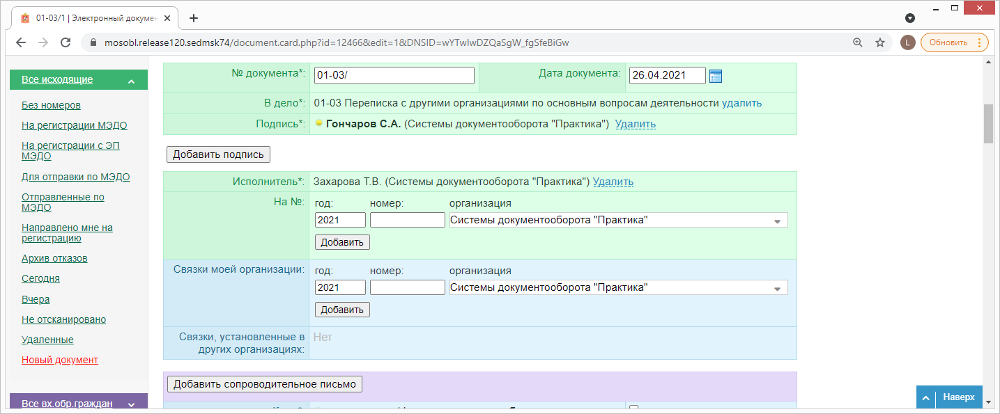 01-03/1 | Электронный докумен
mosobl.release120.sedmsk74/document.card.php?id=12466&edit=1&DNSID=wYTwIwDZQaSgW_fgSfeBiGw
L
Обновить
Все исходящие
Без номеров
На регистрации МЭДО
На регистрации с ЭП
МЭДО
Для отправки по МЭДО
Отправленные по
МЭДО
Направлено мне на
регистрацию
Архив отказов
Сегодня
Вчера
Не отсканировано
Удаленные
Новый документ
Все вх.обр.граждан
№ документа*: 01-03/ Дата документа: 26.04.2021
В дело*: 01-03 Переписка с другими организациями по основным вопросам деятельности удалить
Подпись*: Гончаров С.А. (Системы документооборота "Практика") Удалить
Добавить подпись
Исполнитель*: Захарова Т.В. (Системы документооборота "Практика") Удалить
На №: год: номер: организация
2021 Системы документооборота "Практика"
Добавить
Связки моей организации: год: номер: организация
2021 Системы документооборота "Практика"
Добавить
Связки, установленные в
других организациях: Нет
Добавить сопроводительное письмо
Наверх